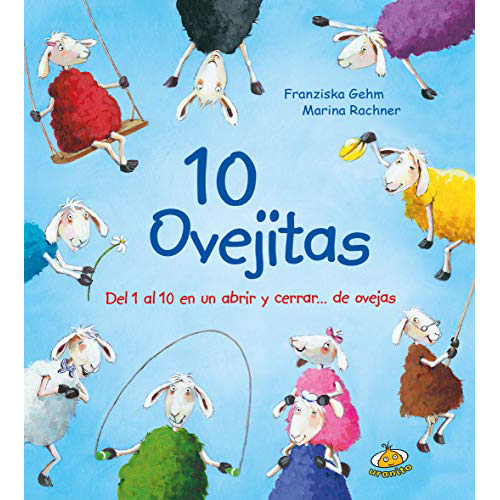 Franziska Gehm
Marina Rachner
10
Ovejitas
Del 1 al 10 en un abrir y cerrar... de ovejas
uranito